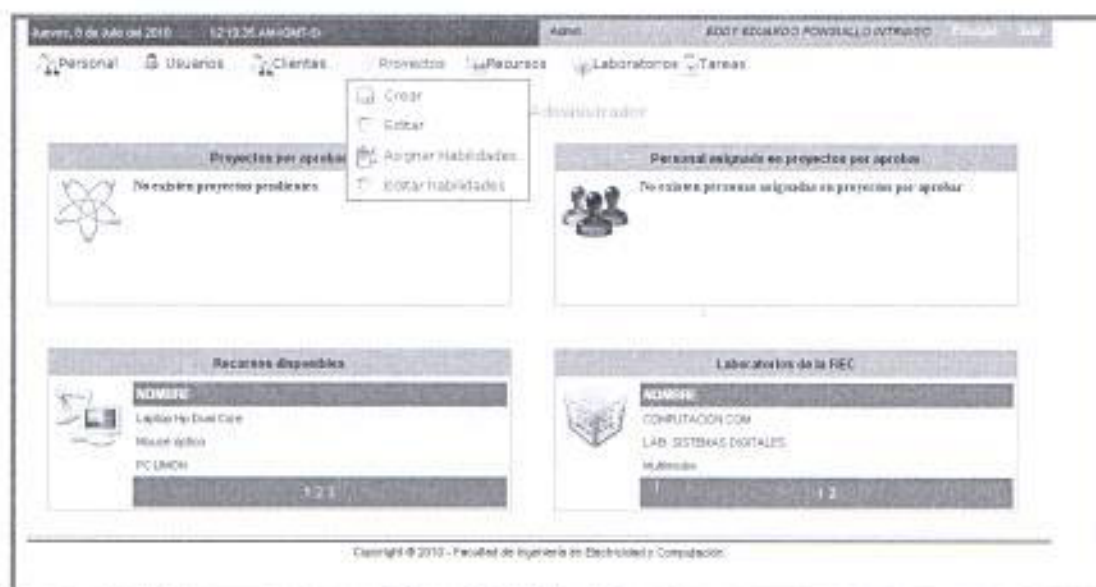 Jueves, 8 de Julio del 2010
Admin
Personal Usuarios Clientes Proyectos Recursos Laboratorios Tareas
Crear
Editar
Asignar Habilidades
Editar habilidades
Administrador
Proyectos por aprobar
No existen proyectos pendientes
Personal asignado en proyectos por aprobar
No existen personas asignadas en proyectos por aprobar
Recursos disponibles
NOMBRE
Laptop Hp Dual Core
Mouse óptico
PC LIMON
1 2 3
Laboratorios de la FIEC
NOMBRE
COMPUTACION COM
LAB. SISTEMAS DIGITALES
Multimedia
1 2
Copyright © 2010 - Facultad de Ingeniería en Electricidad y Computación